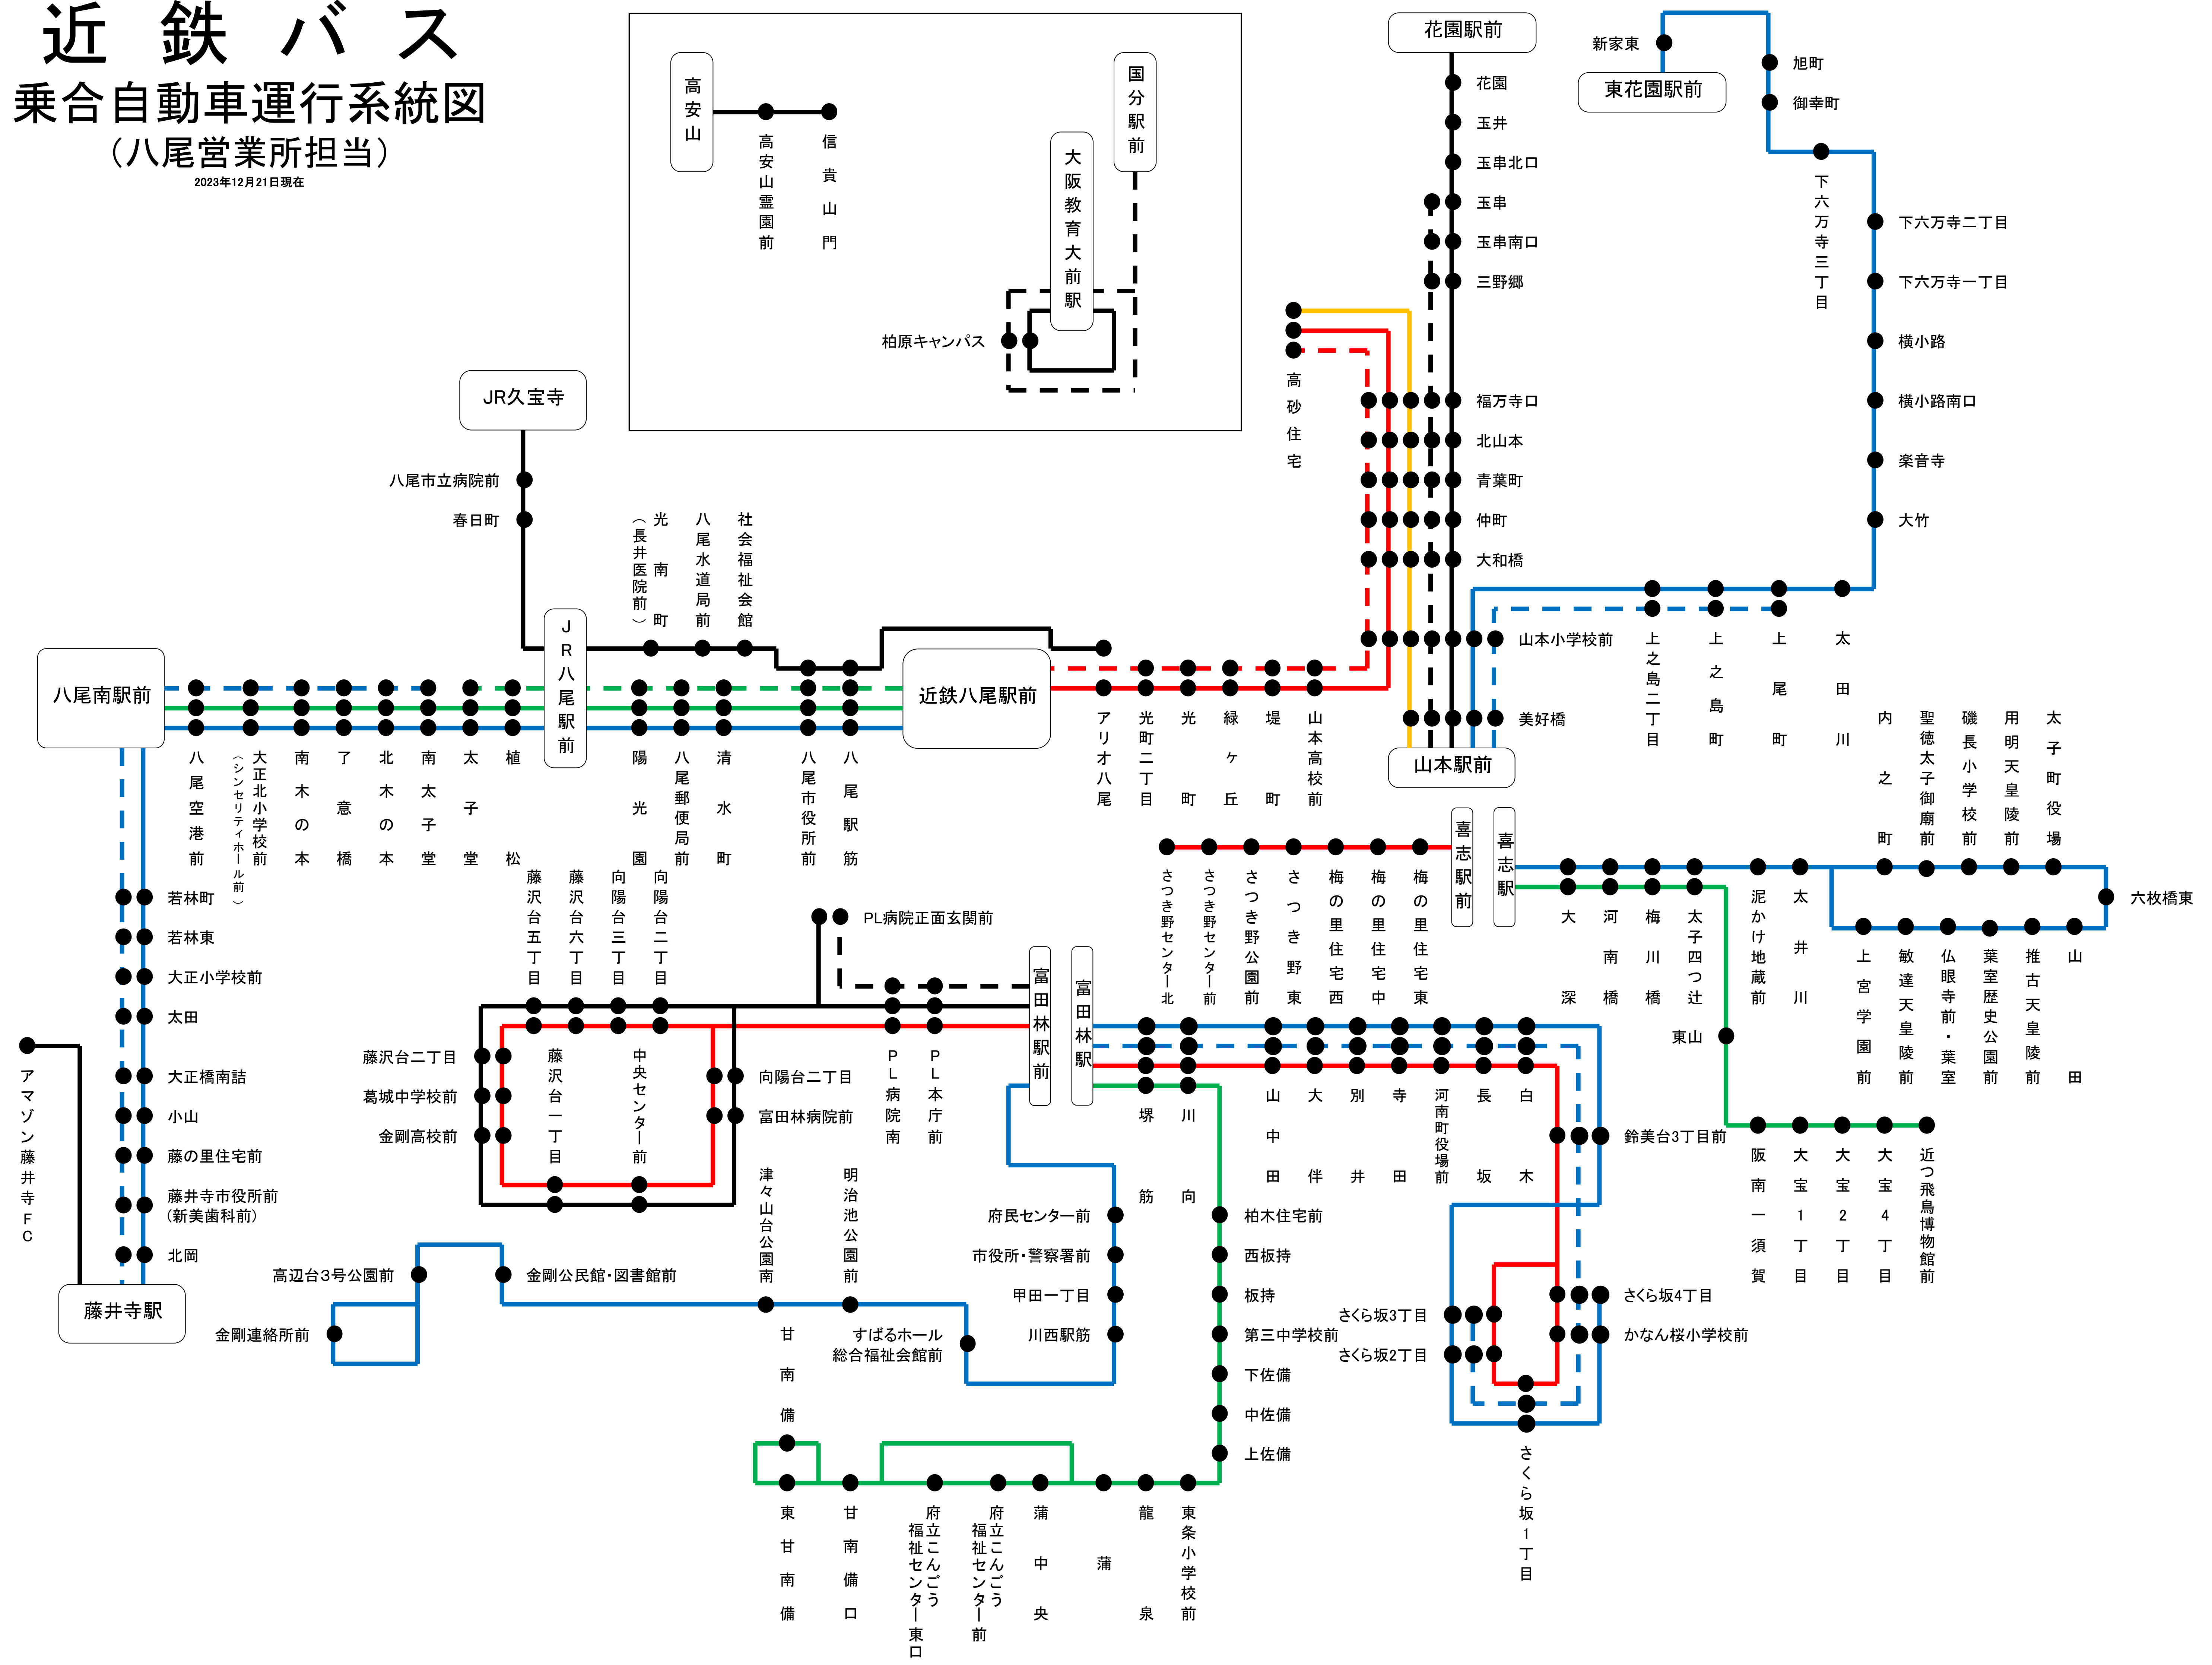 近鉄バス
乗合自動車運行系統図
（八尾営業所担当）
2023年12月21日現在
高安山
高安山霊園前
信貴山門
国分駅前
大阪教育大前駅
柏原キャンパス
花園駅前
花園
玉井
玉串北口
玉串
玉串南口
三野郷
福万寺口
北山本
青葉町
仲町
大和橋
山本小学校前
美好橋
山本駅前
高砂住宅
新家東
東花園駅前
旭町
御幸町
下六万寺三丁目
下六万寺二丁目
下六万寺一丁目
横小路
横小路南口
楽音寺
大竹
上之島二丁目
上之島町
上尾町
太田川
JR久宝寺
八尾市立病院前
春日町
光南町
（長井医院前）
八尾水道局前
社会福祉会館
JR八尾駅前
八尾南駅前
近鉄八尾駅前
八尾空港前
大正北小学校前
（シンセリティホール前）
南木の本
了意橋
北木の本
南太子堂
太子堂
植松
陽光園
八尾郵便局前
清水町
八尾市役所前
八尾駅筋
アリオ八尾
光町二丁目
光町
緑ヶ丘
堤町
山本高校前
若林町
若林東
大正小学校前
太田
大正橋南詰
小山
藤の里住宅前
藤井寺市役所前
(新美歯科前)
北岡
藤井寺駅
アマゾン藤井寺FC
喜志駅前
さつき野センター北
さつき野センター前
さつき野公園前
さつき野東
梅の里住宅西
梅の里住宅中
梅の里住宅東
喜志駅
大深
河南橋
梅川橋
太子四つ辻
泥かけ地蔵前
太井川
内之町
聖徳太子御廟前
磯長小学校前
用明天皇陵前
太子町役場
六枚橋東
上宮学園前
敏達天皇陵前
仏眼寺前・葉室
葉室歴史公園前
推古天皇陵前
山田
東山
阪南一須賀
大宝1丁目
大宝2丁目
大宝4丁目
近つ飛鳥博物館前
藤沢台五丁目
藤沢台六丁目
向陽台三丁目
向陽台二丁目
PL病院正面玄関前
藤沢台二丁目
葛城中学校前
金剛高校前
藤沢台一丁目
中央センター前
向陽台二丁目
富田林病院前
PL病院南
PL本庁前
富田林駅前
富田林駅
堺筋
川向
山中田
大伴
別井
寺田
河南町役場前
長坂
白木
鈴美台3丁目前
さくら坂4丁目
かなん桜小学校前
さくら坂3丁目
さくら坂2丁目
さくら坂1丁目
府民センター前
市役所・警察署前
甲田一丁目
川西駅筋
すばるホール
総合福祉会館前
明治池公園前
津々山台公園南
金剛公民館・図書館前
高辺台3号公園前
金剛連絡所前
柏木住宅前
西板持
板持
第三中学校前
下佐備
中佐備
上佐備
甘南備
東甘南備
甘南備口
府立こんごう
福祉センター東口
府立こんごう
福祉センター前
蒲中央
蒲
龍泉
東条小学校前